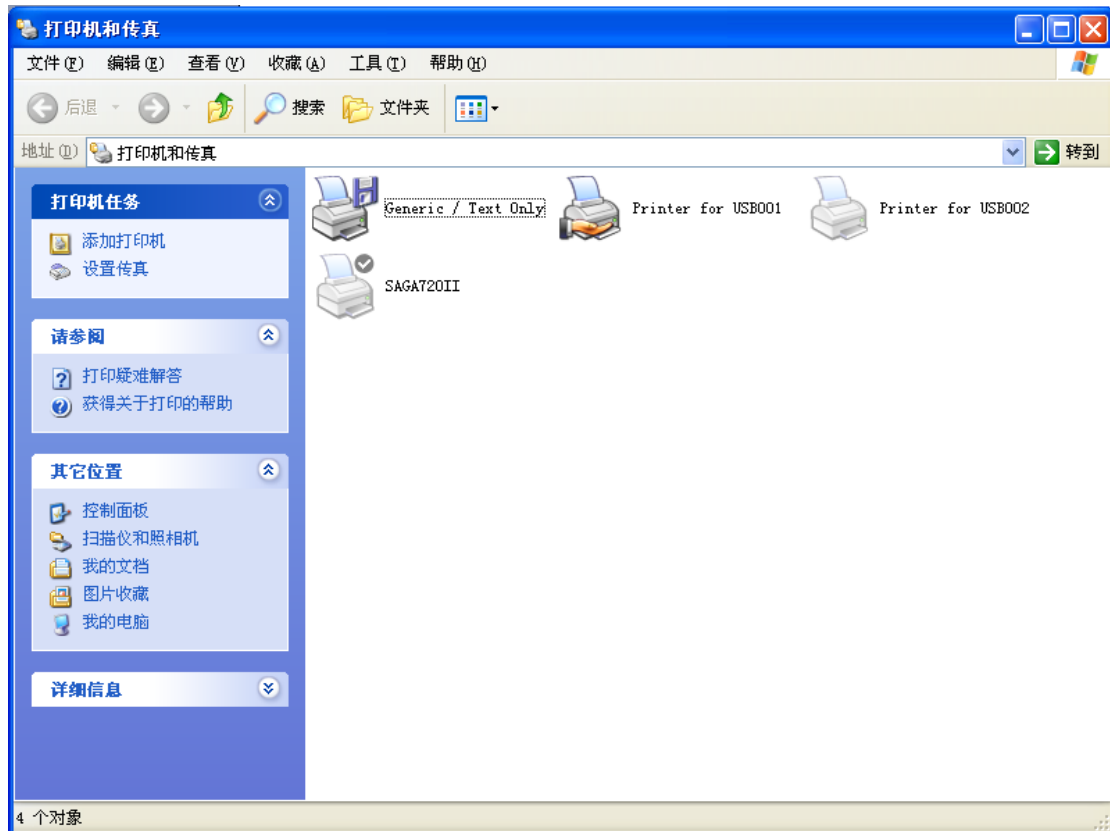 打印机和传真
文件(F) 编辑(E) 查看(V) 收藏(A) 工具(T) 帮助(H)
后退 搜索 文件夹
地址(D) 打印机和传真 转到
打印机任务
添加打印机
设置传真
请参阅
打印疑难解答
获得关于打印的帮助
其它位置
控制面板
扫描仪和照相机
我的文档
图片收藏
我的电脑
详细信息
Generic / Text Only
Printer for USB001
Printer for USB002
SAGA720II
4 个对象